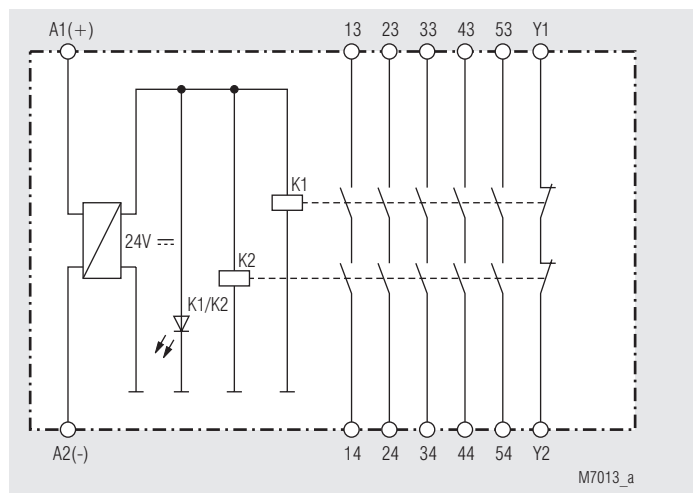 A1(+) 13 23 33 43 53 Y1
K1
24V
K2
K1/K2
A2(-) 14 24 34 44 54 Y2
M7013_a